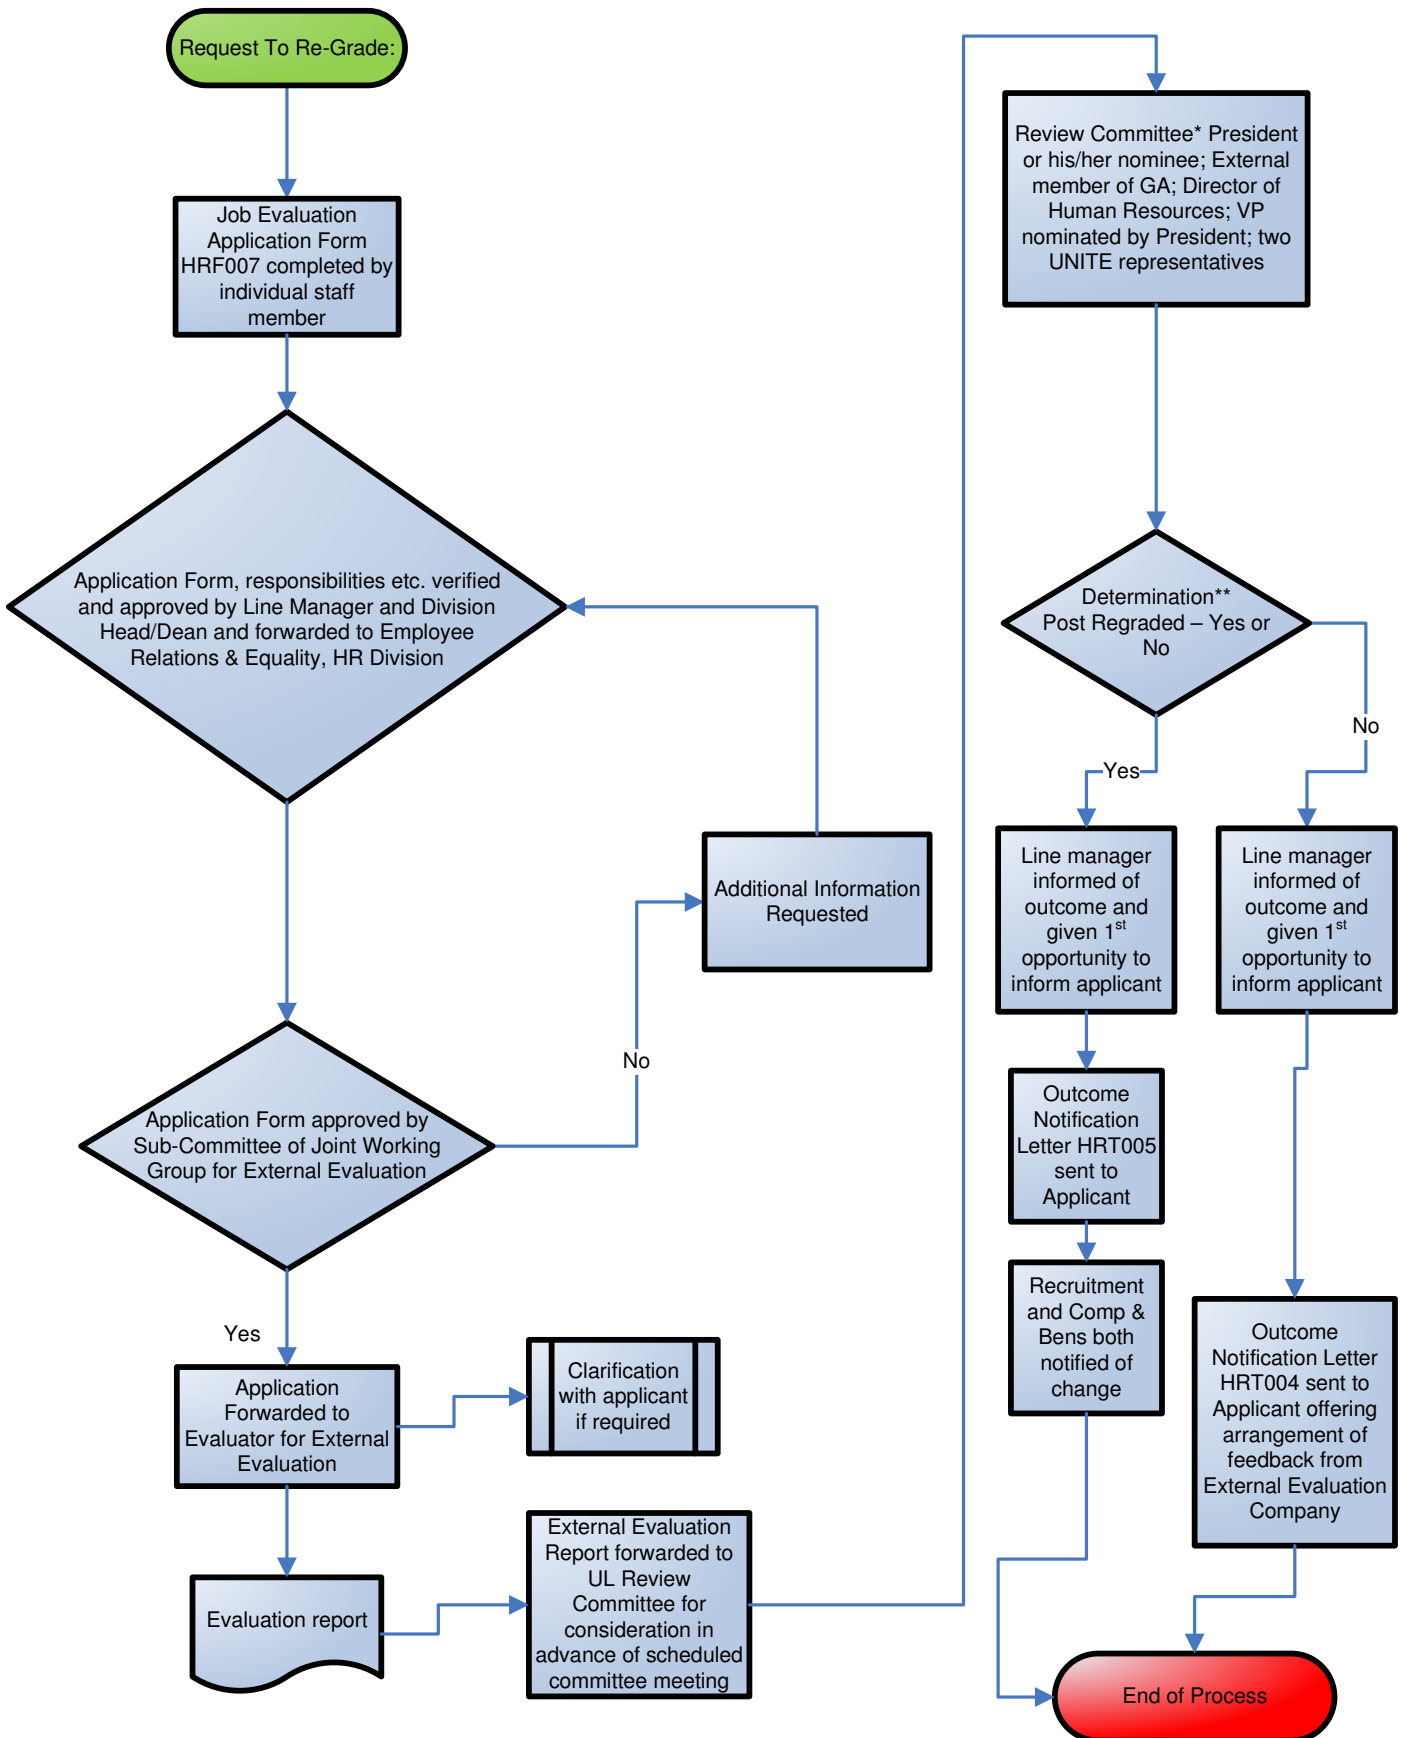 Request To Re-Grade:
Job Evaluation
Application Form
HRF007 completed by
individual staff
member
Application Form, responsibilities etc. verified
and approved by Line Manager and Division
Head/Dean and forwarded to Employee
Relations & Equality, HR Division
Additional Information
Requested
No
Application Form approved by
Sub-Committee of Joint Working
Group for External Evaluation
Yes
Application
Forwarded to
Evaluator for External
Evaluation
Clarification
with applicant
if required
Evaluation report
External Evaluation
Report forwarded to
UL Review
Committee for
consideration in
advance of scheduled
committee meeting
Review Committee* President
or his/her nominee; External
member of GA; Director of
Human Resources; VP
nominated by President; two
UNITE representatives
Determination**
Post Regraded – Yes or
No
Yes
No
Line manager
informed of
outcome and
given 1st
opportunity to
inform applicant
Line manager
informed of
outcome and
given 1st
opportunity to
inform applicant
Outcome
Notification
Letter HRT005
sent to
Applicant
Recruitment
and Comp &
Bens both
notified of
change
Outcome
Notification Letter
HRT004 sent to
Applicant offering
arrangement of
feedback from
External Evaluation
Company
End of Process